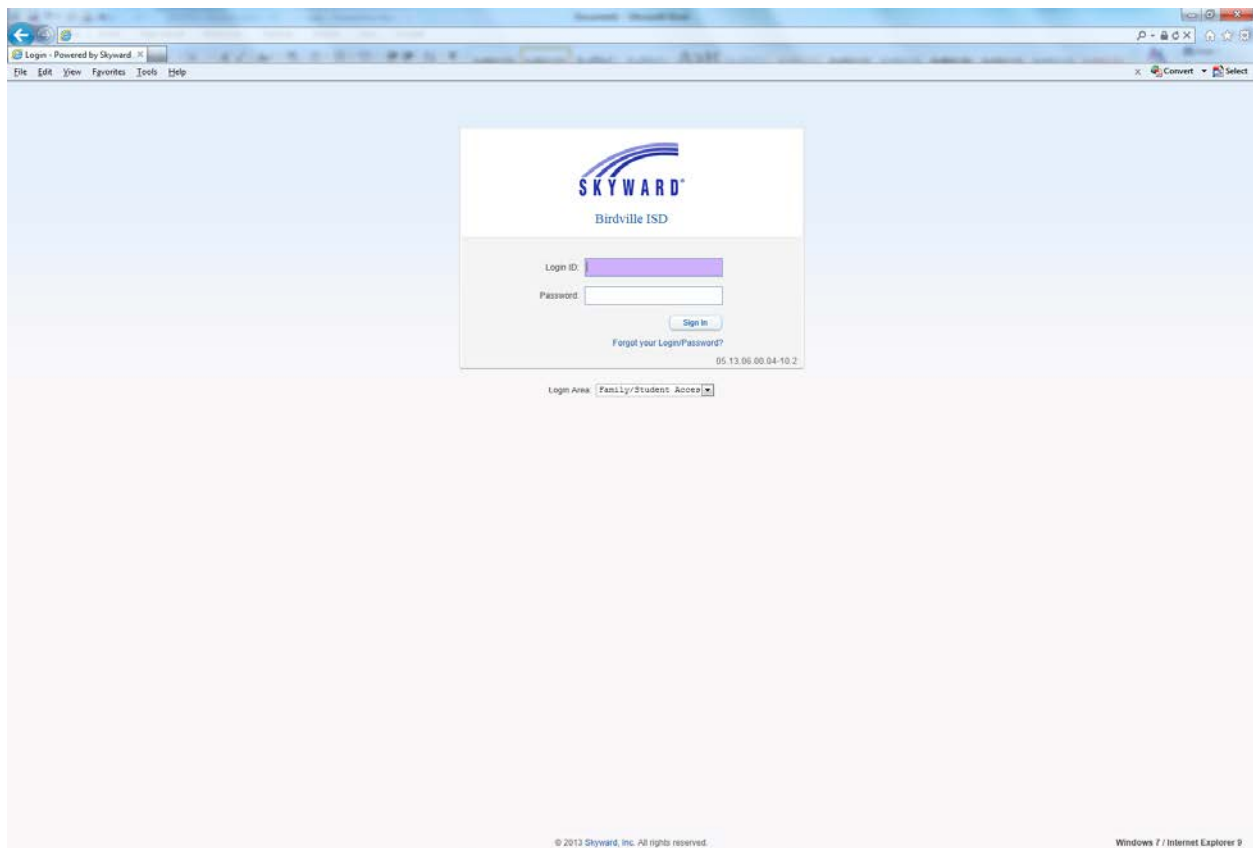 Login - Powered by Skyward
File Edit View Favorites Tools Help
Convert Select
SKYWARD®
Birdville ISD
Login ID:
Password:
Sign In
Forgot your Login/Password?
05.13.06.00.04-10.2
Login Area: Family/Student Acces
© 2013 Skyward, Inc. All rights reserved.
Windows 7 / Internet Explorer 9